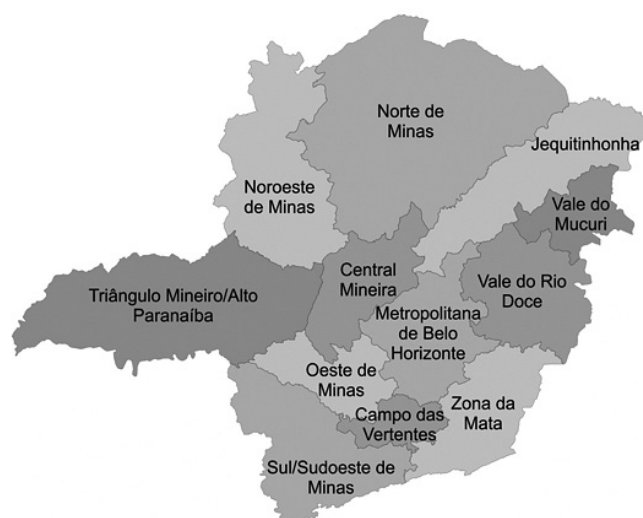 Norte de
Minas
Jequitinhonha
Noroeste
de Minas
Vale do
Mucuri
Triângulo Mineiro/Alto
Paranaíba
Central
Mineira
Vale do Rio
Doce
Metropolitana
de Belo
Horizonte
Oeste de
Minas
Campo das
Vertentes
Zona da
Mata
Sul/Sudoeste de
Minas